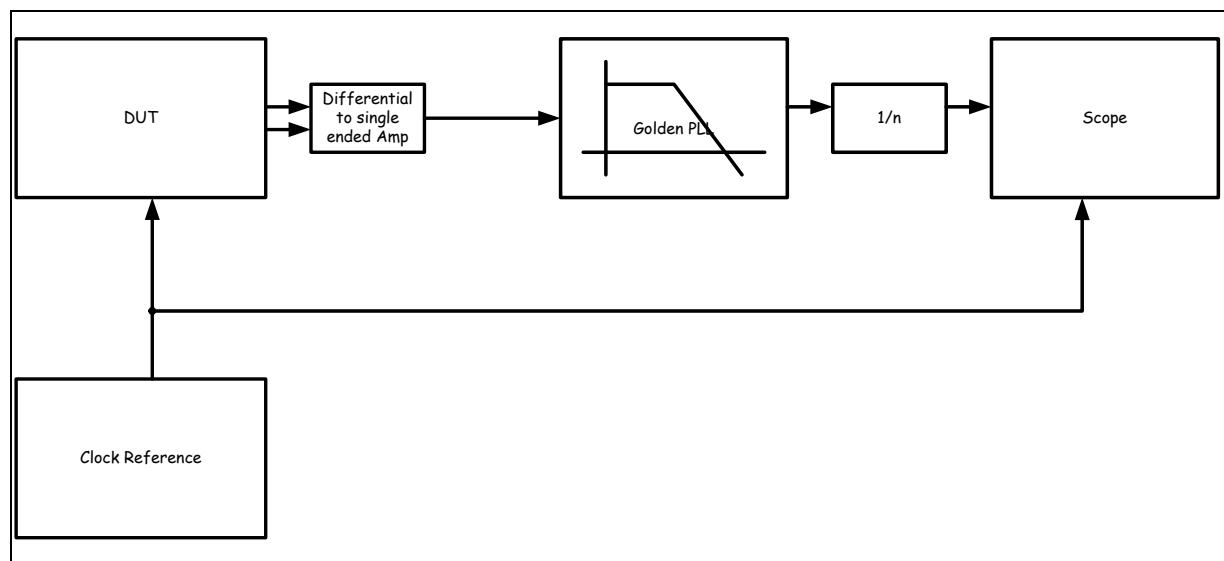 DUT
Differential
to single
ended Amp
Golden PLL
1/n
Scope
Clock Reference